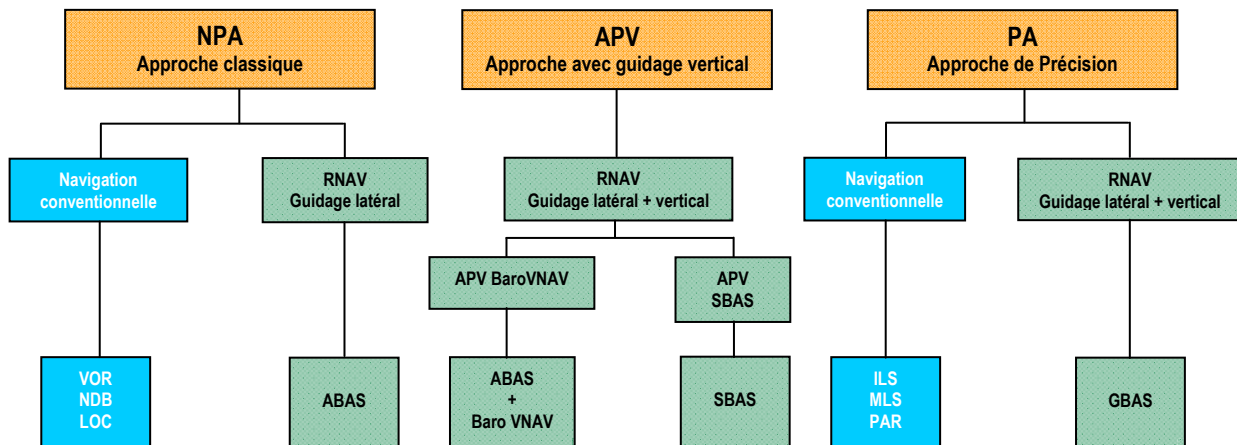 NPA
Approche classique
APV
Approche avec guidage vertical
PA
Approche de Précision
Navigation
conventionnelle
RNAV
Guidage latéral
RNAV
Guidage latéral + vertical
Navigation
conventionnelle
RNAV
Guidage latéral + vertical
APV BaroVNAV
APV
SBAS
VOR
NDB
LOC
ABAS
ABAS
+
Baro VNAV
SBAS
ILS
MLS
PAR
GBAS